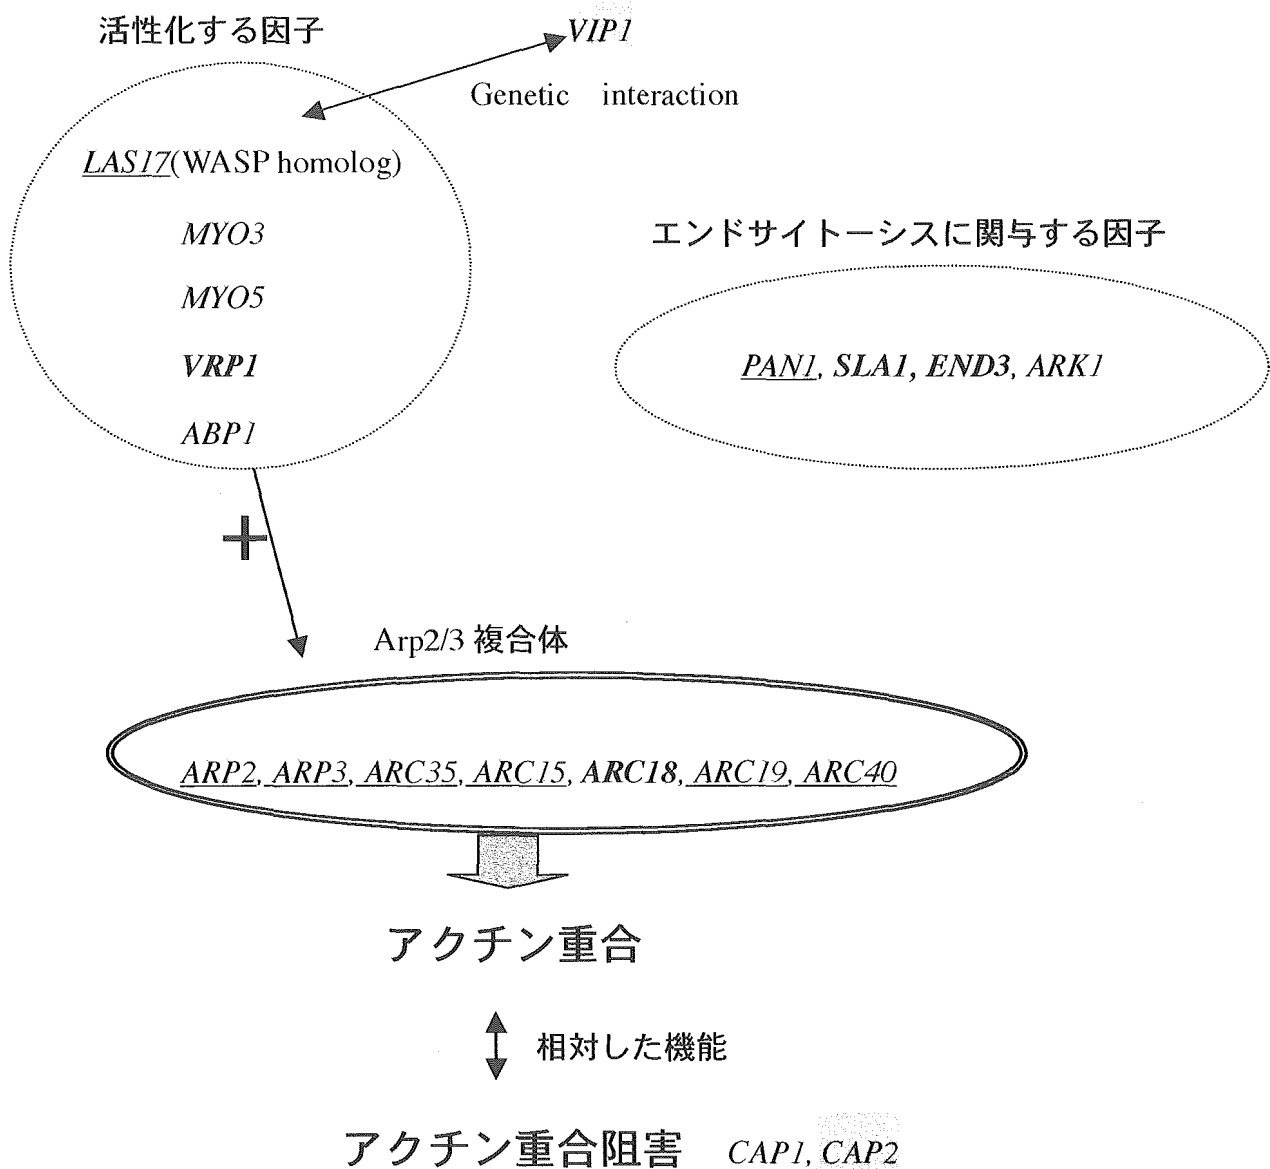 活性化する因子
VIP1
Genetic interaction
LAS17(WASP homolog)
MYO3
MYO5
VRP1
ABP1
エンドサイトーシスに関与する因子
PAN1, SLA1, END3, ARK1
+
Arp2/3 複合体
ARP2, ARP3, ARC35, ARC15, ARC18, ARC19, ARC40
アクチン重合
相対した機能
アクチン重合阻害 CAP1, CAP2